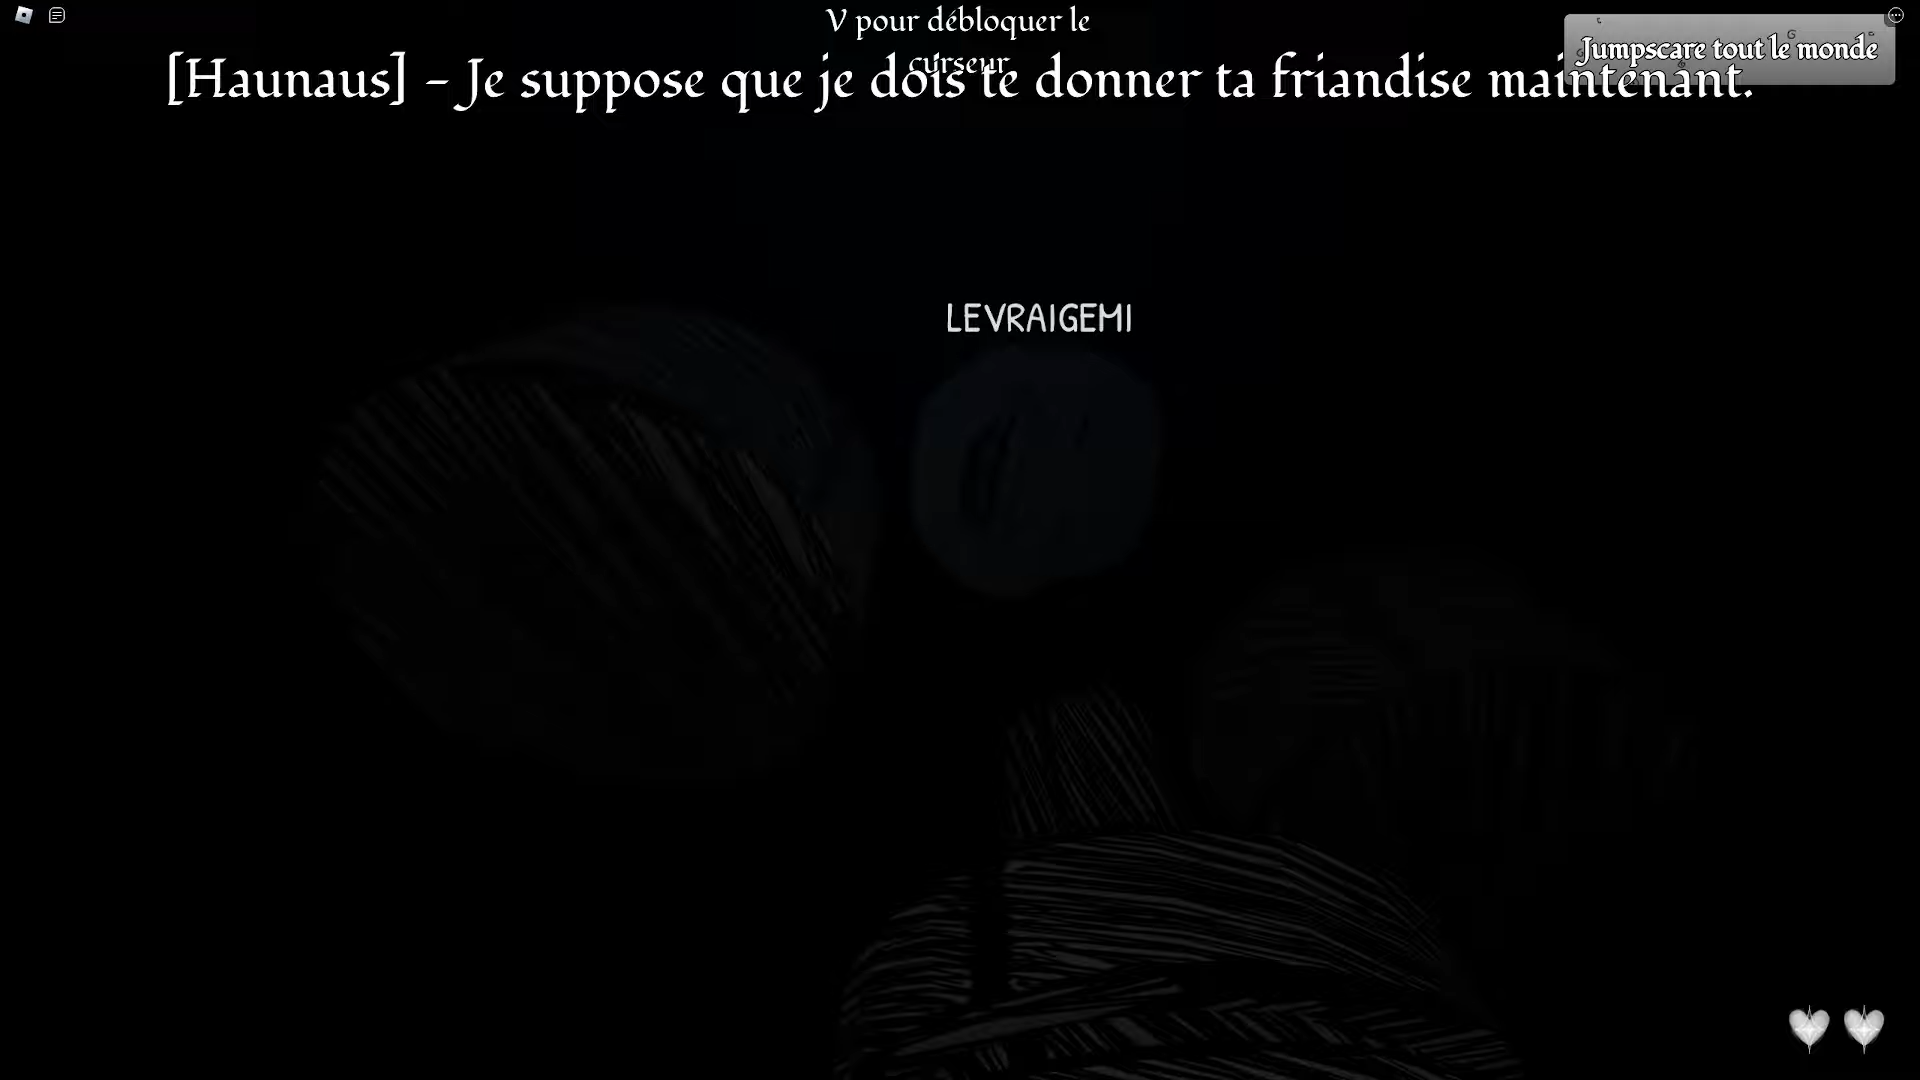 V pour débloquer le
curseur
[Haunaus] - Je suppose que je dois te donner ta friandise maintenant.
Jumpscare tout le monde
LEVRAIGEMI